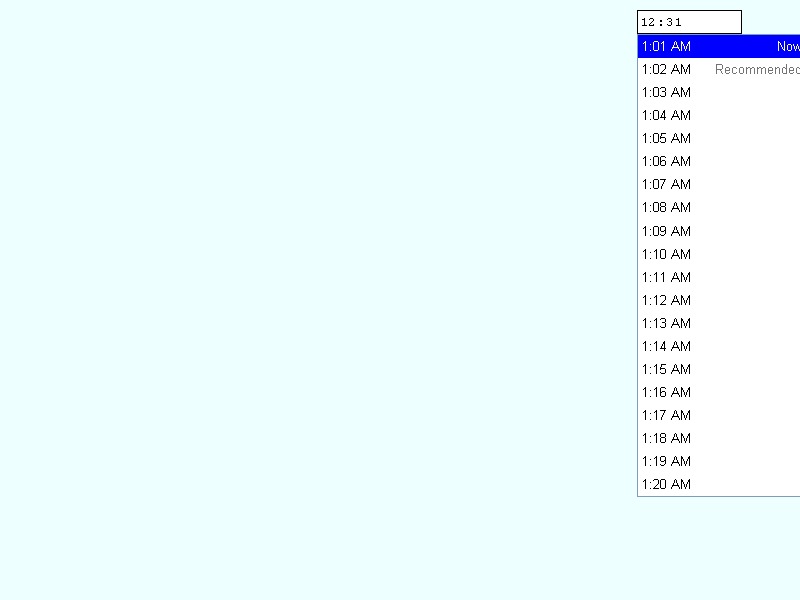 12:31
1:01 AM Now
1:02 AM Recommended
1:03 AM
1:04 AM
1:05 AM
1:06 AM
1:07 AM
1:08 AM
1:09 AM
1:10 AM
1:11 AM
1:12 AM
1:13 AM
1:14 AM
1:15 AM
1:16 AM
1:17 AM
1:18 AM
1:19 AM
1:20 AM